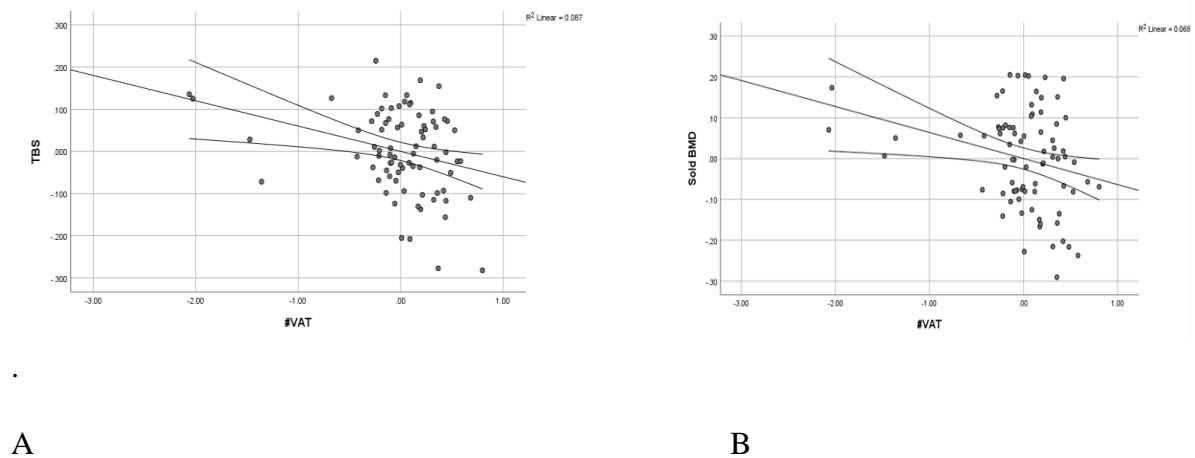 R² Linear = 0.087
.300
.200
.100
.000
-.100
-.200
-.300
TBS
-3.00 -2.00 -1.00 .00 1.00
#VAT
R² Linear = 0.068
.30
.20
.10
.00
-.10
-.20
-.30
Sold BMD
-3.00 -2.00 -1.00 .00 1.00
#VAT
.
A B